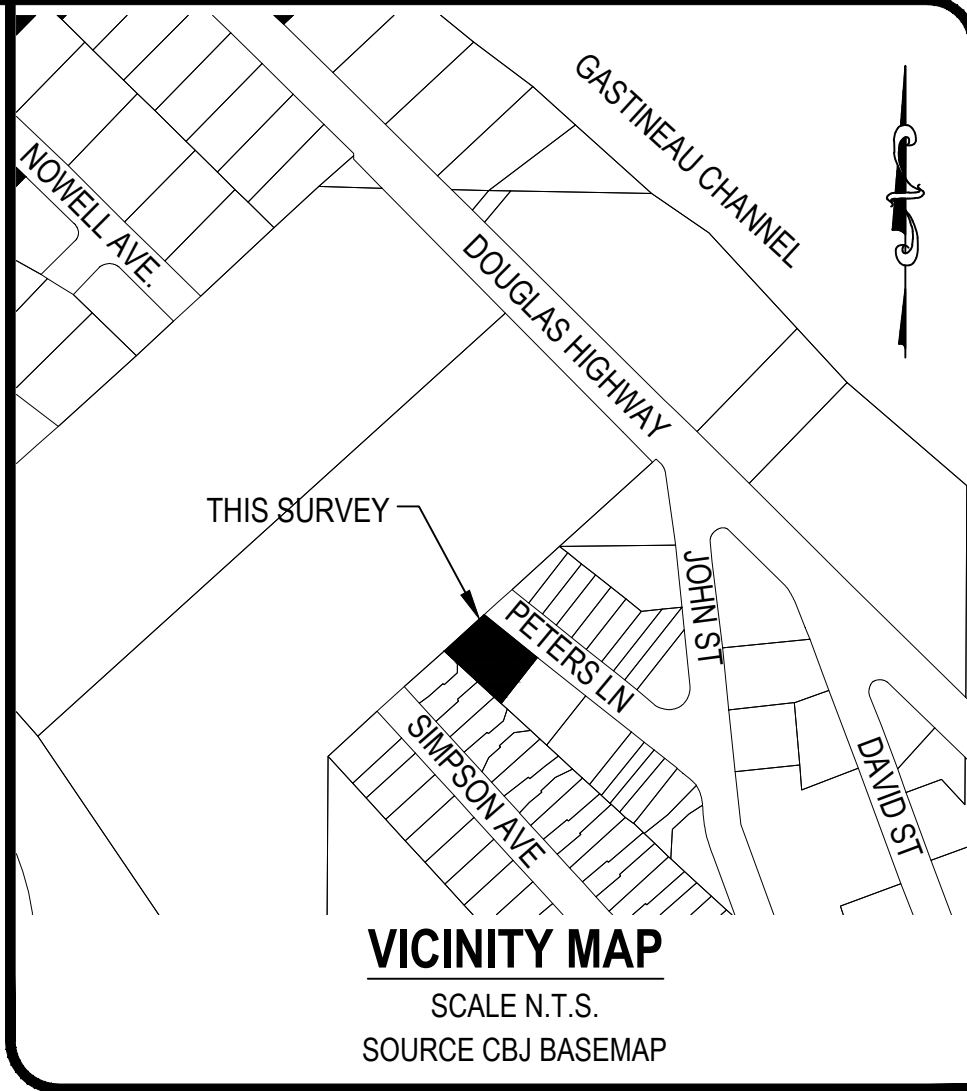 GASTINEAU CHANNEL
NOWELL AVE.
DOUGLAS HIGHWAY
THIS SURVEY
JOHN ST
PETERS LN
SIMPSON AVE
DAVID ST
VICINITY MAP
SCALE N.T.S.
SOURCE CBJ BASEMAP